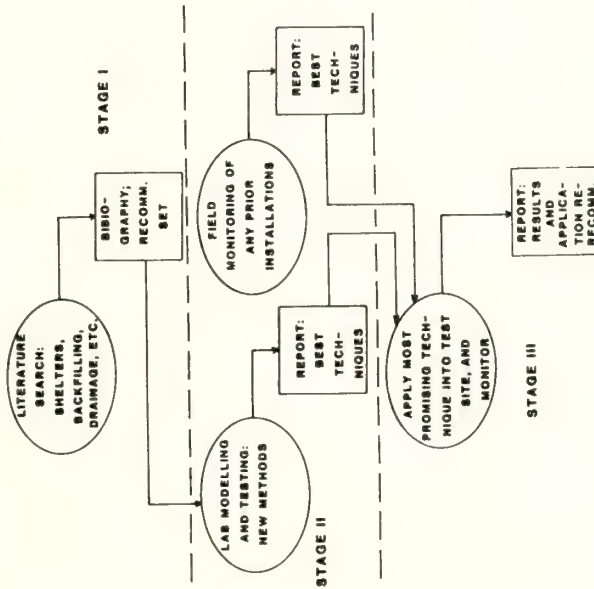 LITERATURE
SEARCH:
SHELTERS,
BACKFILLING,
DRAINAGE, ETC.
BIBIO-
GRAPHY;
RECOMM.
SET
STAGE I
LAB MODELLING
AND TESTING:
NEW METHODS
REPORT:
BEST
TECH-
NIQUES
FIELD
MONITORING OF
ANY PRIOR
INSTALLATIONS
REPORT:
BEST
TECH-
NIQUES
STAGE II
APPLY MOST
PROMISING TECH-
NIQUE INTO TEST
SITE, AND
MONITOR
REPORT:
RESULTS
AND
APPLICA-
TION RE-
RECOMM.
STAGE III